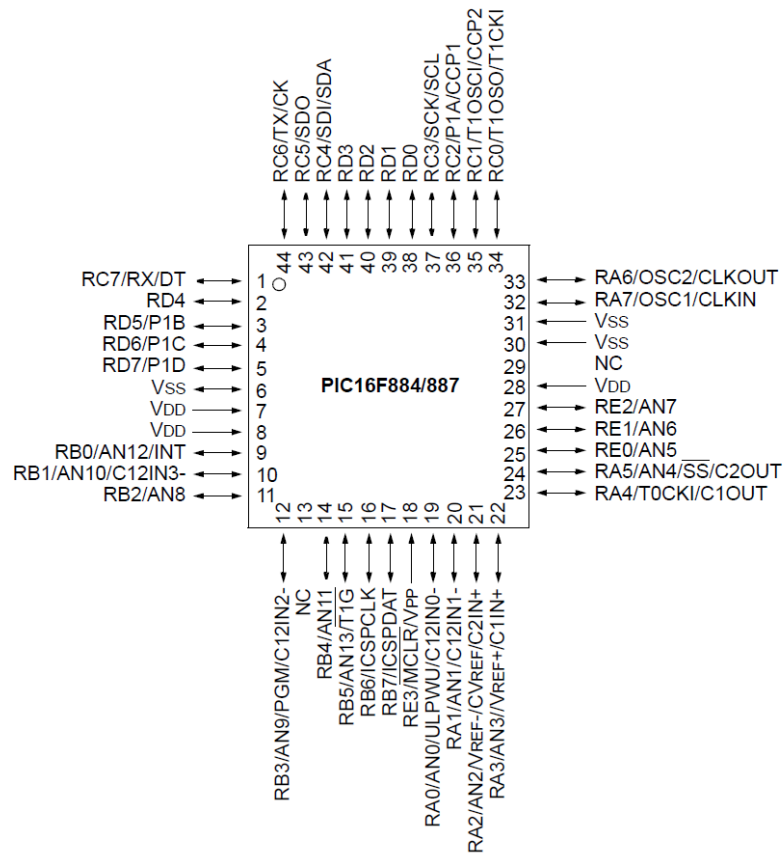 RC6/TX/CK
RC5/SDO
RC4/SDI/SDA
RD3
RD2
RD1
RD0
RC3/SCK/SCL
RC2/P1A/CCP1
RC1/T1OSCI/CCP2
RC0/T1OSO/T1CKI
44
43
42
41
40
39
38
37
36
35
34
RC7/RX/DT 1
RD4 2
RD5/P1B 3
RD6/P1C 4
RD7/P1D 5
VSS 6
VDD 7
VDD 8
RB0/AN12/INT 9
RB1/AN10/C12IN3- 10
RB2/AN8 11
PIC16F884/887
33 RA6/OSC2/CLKOUT
32 RA7/OSC1/CLKIN
31 VSS
30 VSS
29 NC
28 VDD
27 RE2/AN7
26 RE1/AN6
25 RE0/AN5
24 RA5/AN4/SS/C2OUT
23 RA4/T0CKI/C1OUT
12
13
14
15
16
17
18
19
20
21
22
RB3/AN9/PGM/C12IN2-
NC
RB4/AN11
RB5/AN13/T1G
RB6/ICSPCLK
RB7/ICSPDAT
RE3/MCLR/VPP
RA0/AN0/ULPWU/C12IN0-
RA1/AN1/C12IN1-
RA2/AN2/VREF-/CVREF/C2IN+
RA3/AN3//VREF+/C1IN+